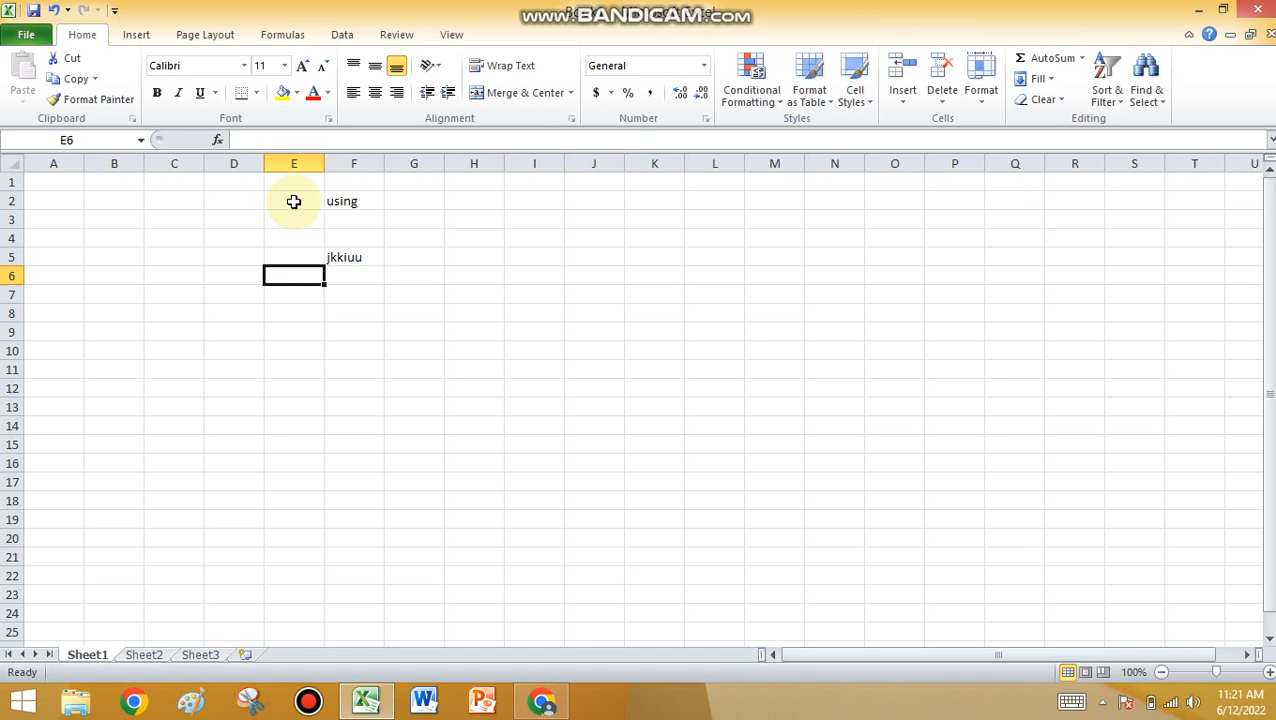 www.BANDICAM.com
File Home Insert Page Layout Formulas Data Review View
Paste
Cut
Copy
Format Painter
Clipboard
Calibri 11
B I U
Font
Wrap Text
Merge & Center
Alignment
General
$ % ,
Number
Conditional Formatting
Format as Table
Cell Styles
Styles
Insert Delete Format
Cells
AutoSum
Fill
Clear
Sort & Filter
Find & Select
Editing
E6 fx
A B C D E F G H I J K L M N O P Q R S T U
1
2 using
3
4
5 jkkiuu
6
7
8
9
10
11
12
13
14
15
16
17
18
19
20
21
22
23
24
25
Sheet1 Sheet2 Sheet3
Ready 100%
11:21 AM
6/12/2022